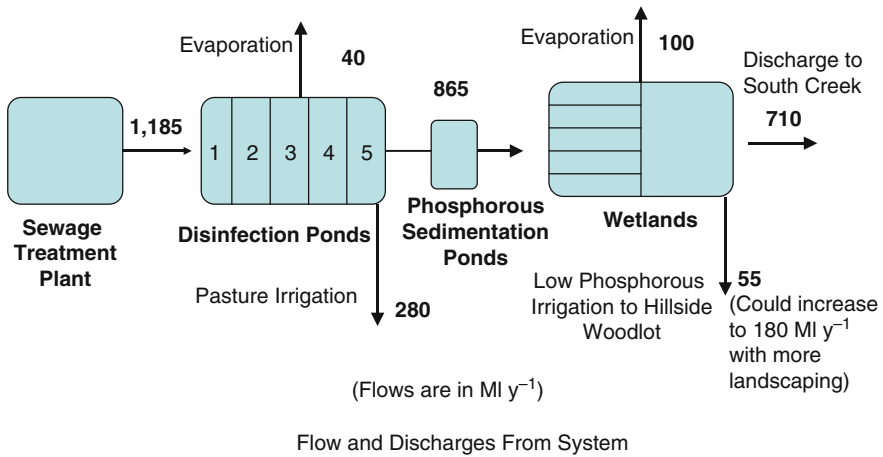 Evaporation
40
1,185
1 2 3 4 5
Sewage
Treatment
Plant
Disinfection Ponds
Pasture Irrigation
280
865
Phosphorous
Sedimentation
Ponds
Evaporation
100
Discharge to
South Creek
710
Wetlands
Low Phosphorous
Irrigation to Hillside
Woodlot
55
(Could increase
to 180 Ml y⁻¹
with more
landscaping)
(Flows are in Ml y⁻¹)
Flow and Discharges From System